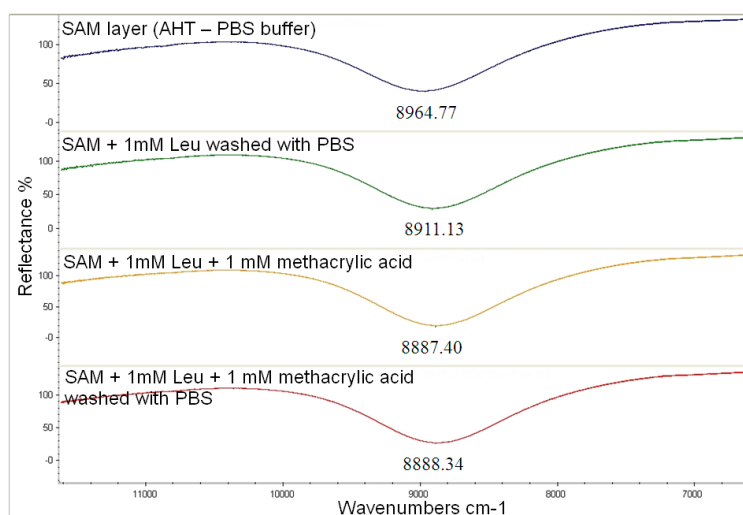 SAM layer (AHT – PBS buffer)
100
50
-0
8964.77
SAM + 1mM Leu washed with PBS
100
50
0
8911.13
SAM + 1mM Leu + 1 mM methacrylic acid
100
50
-0
8887.40
SAM + 1mM Leu + 1 mM methacrylic acid
washed with PBS
100
50
-0
8888.34
Reflectance %
11000 10000 9000 8000 7000
Wavenumbers cm-1